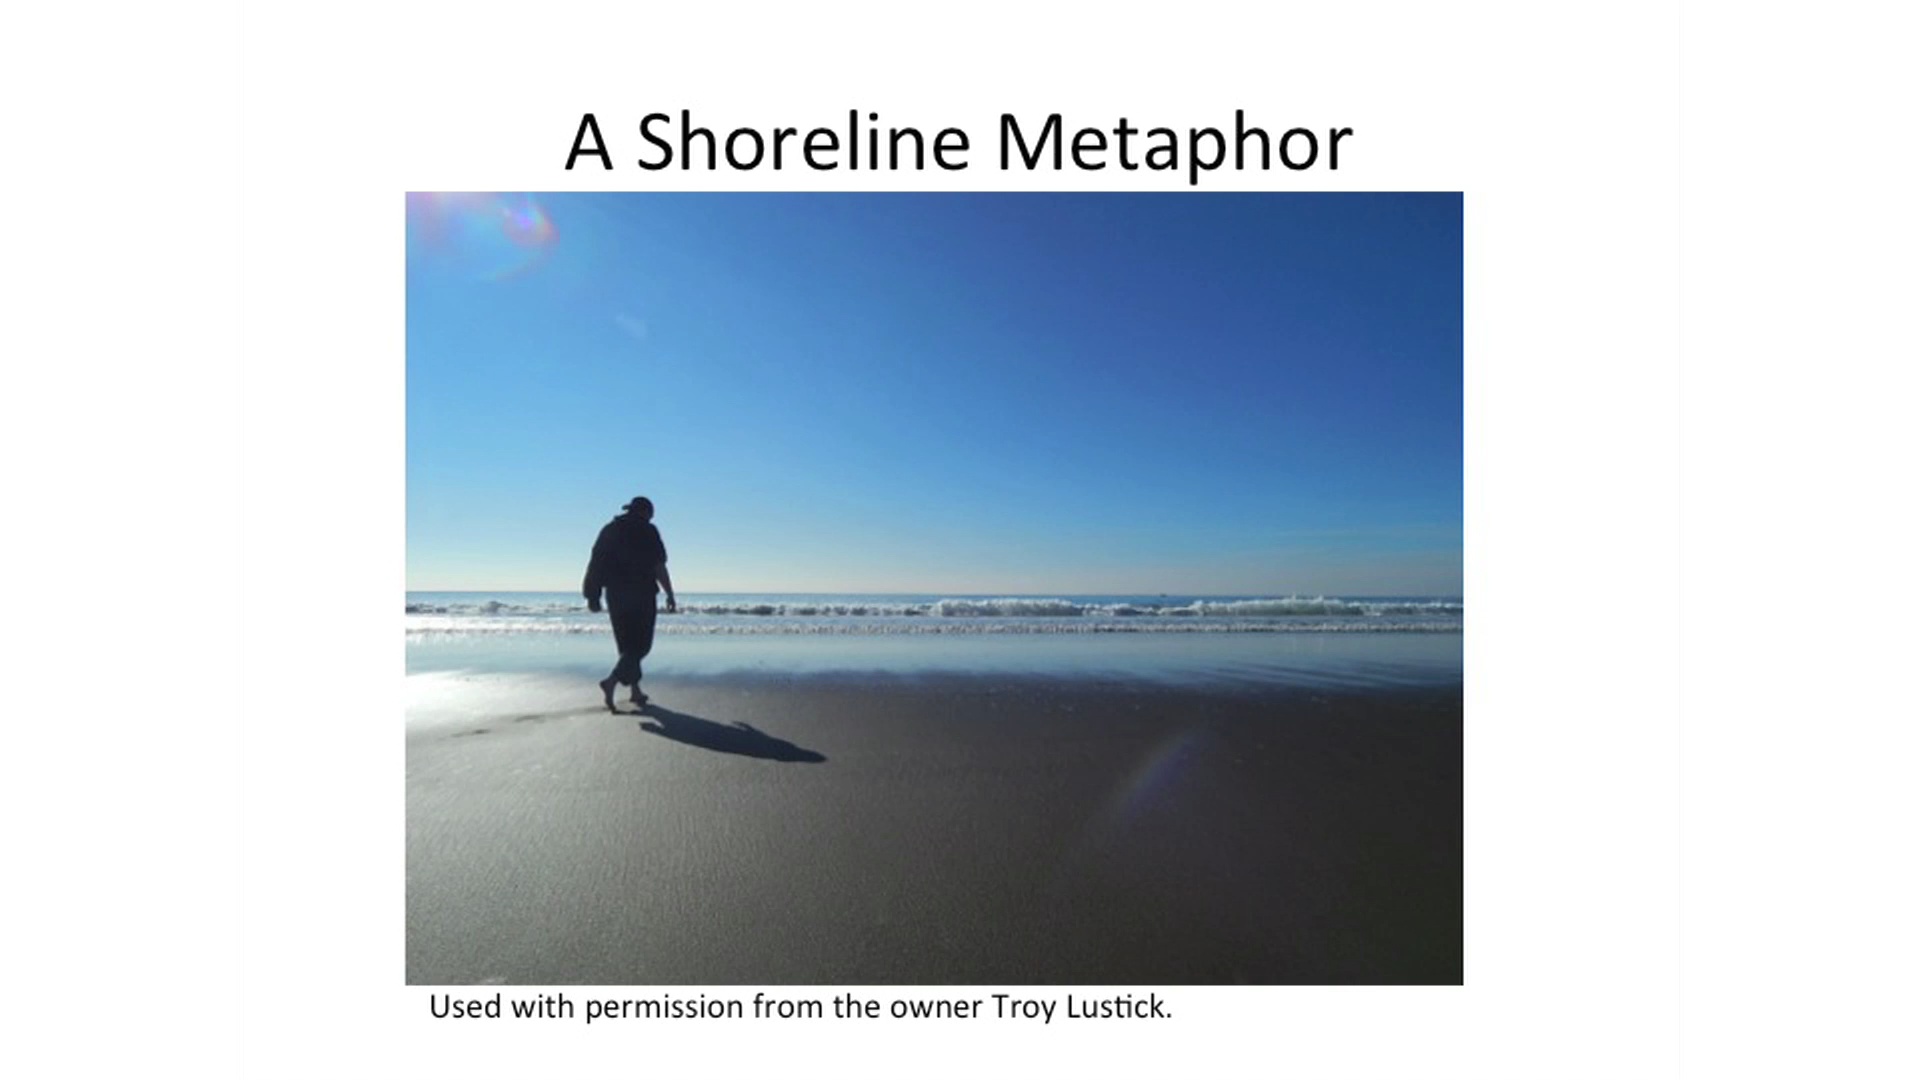 A Shoreline Metaphor
Used with permission from the owner Troy Lustick.